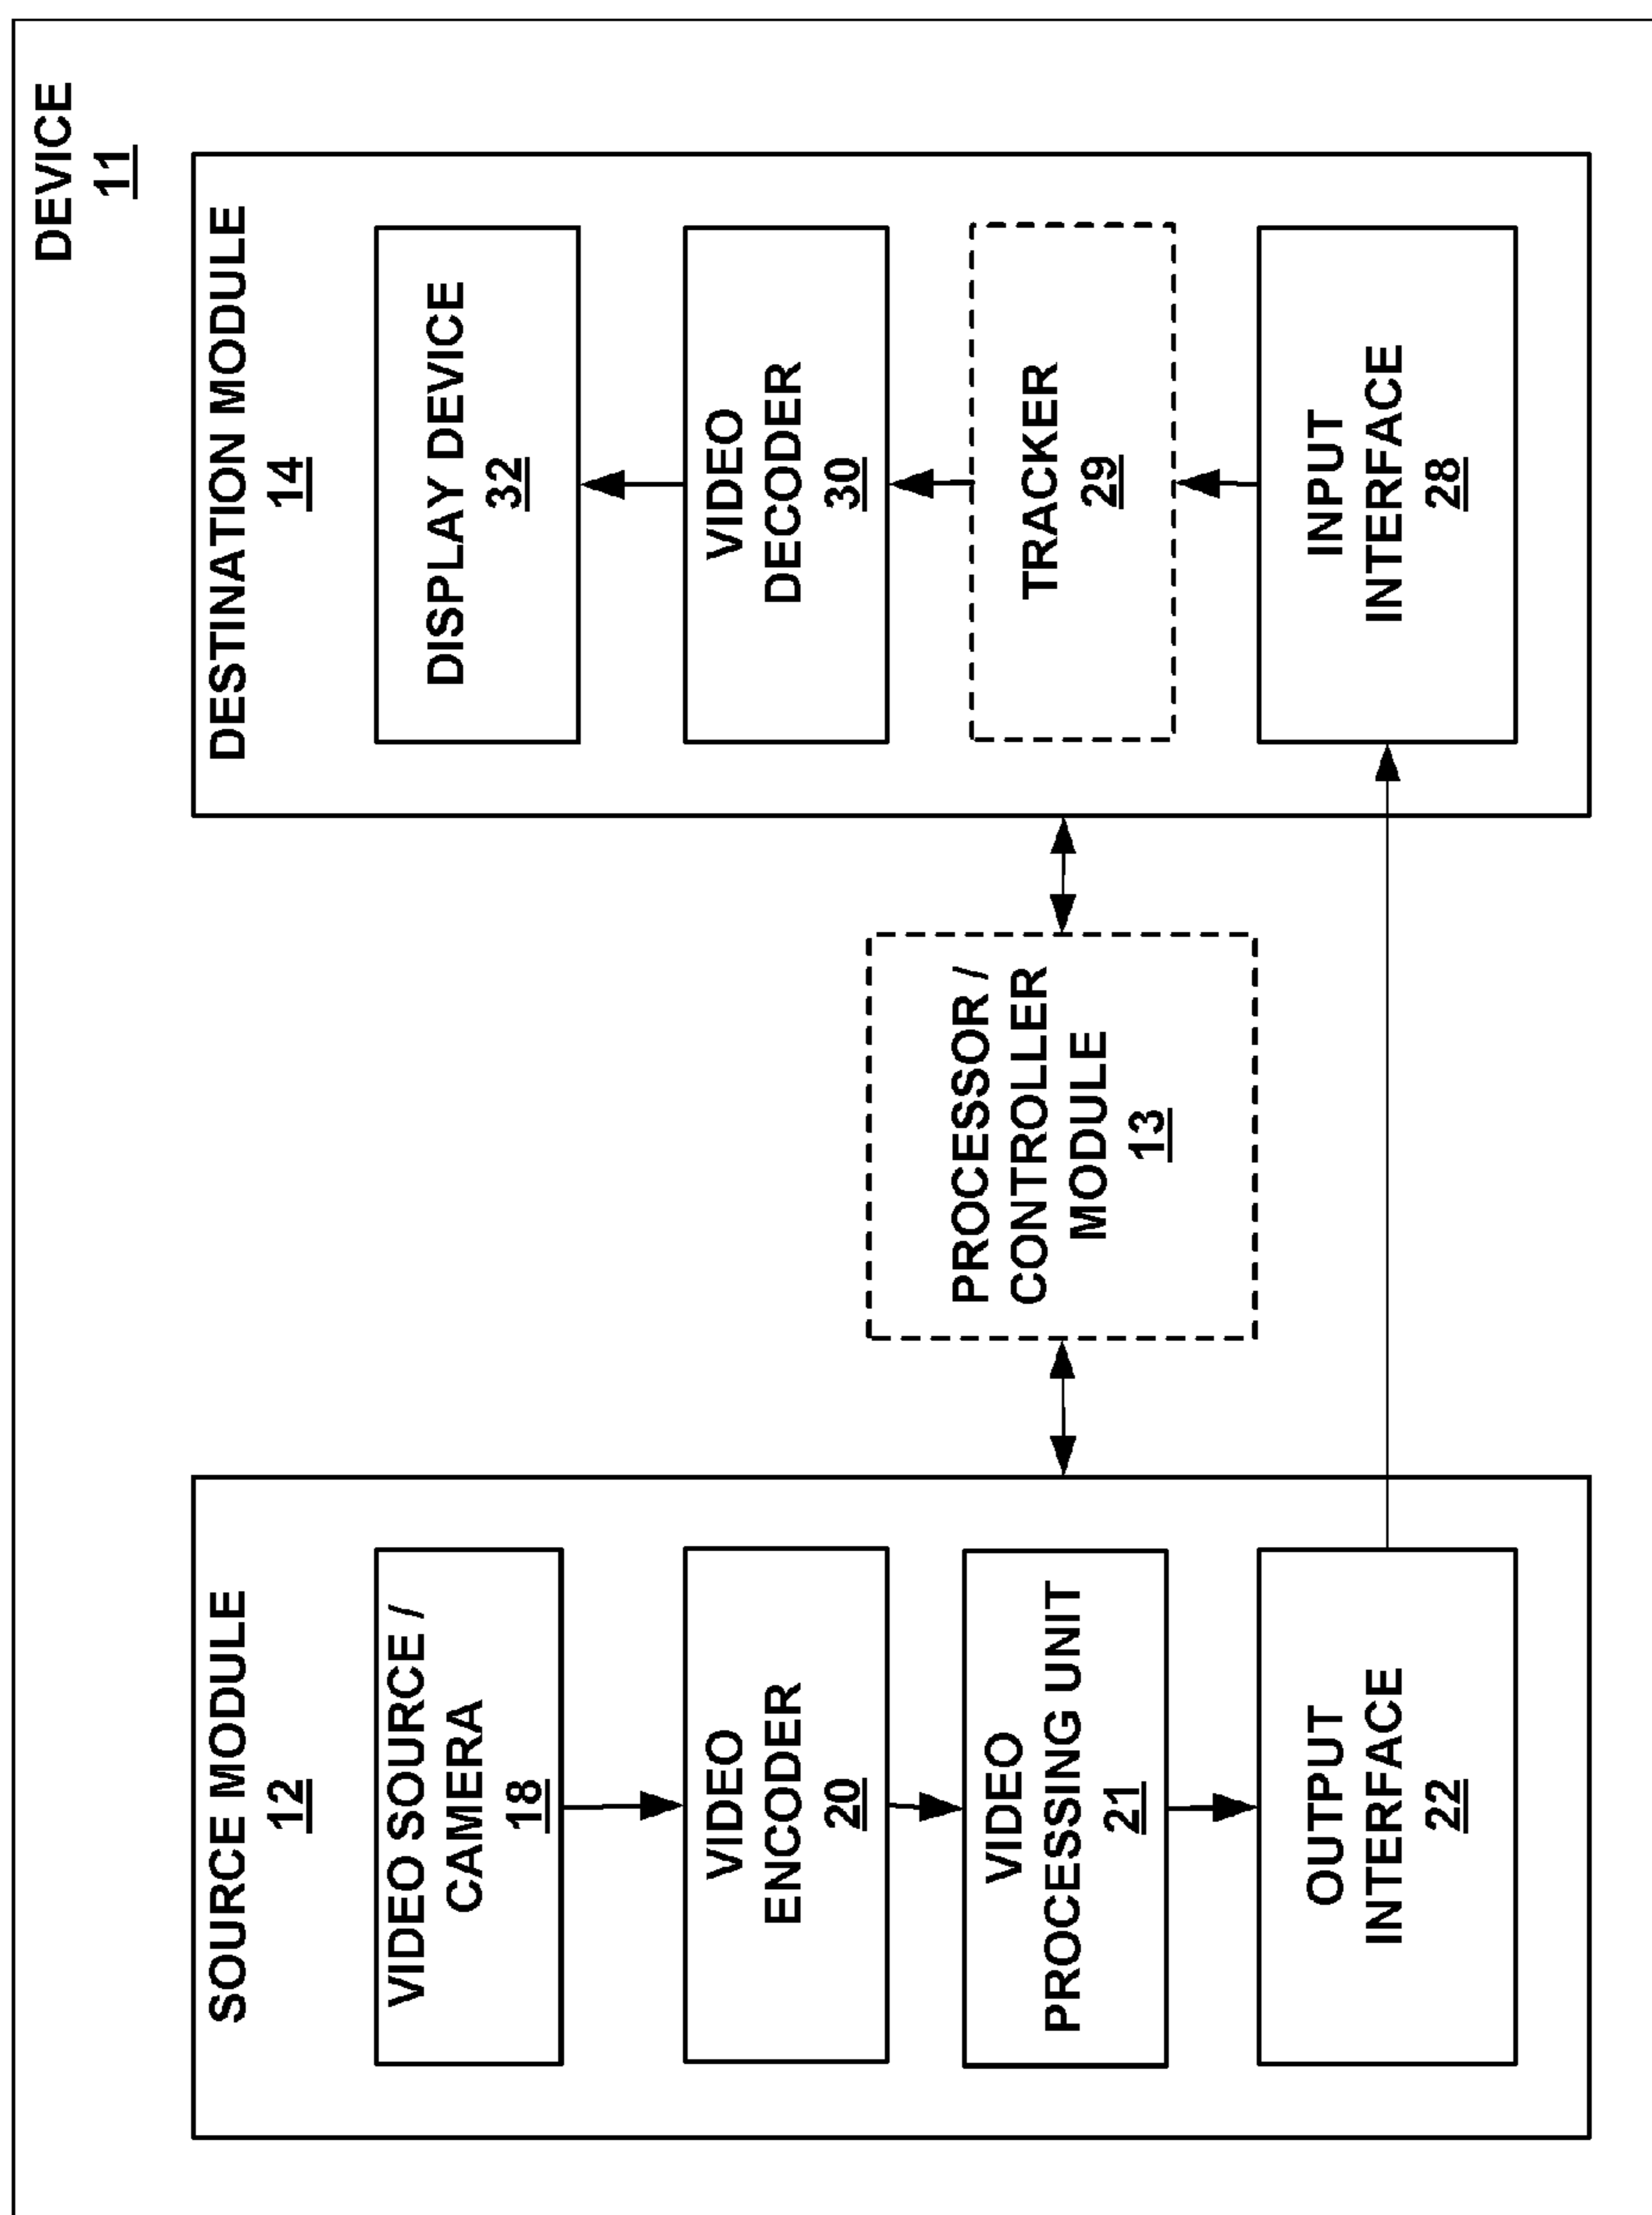 DEVICE
11
SOURCE MODULE
12
VIDEO SOURCE /
CAMERA
18
VIDEO
ENCODER
20
VIDEO
PROCESSING UNIT
21
OUTPUT
INTERFACE
22
PROCESSOR /
CONTROLLER
MODULE
13
DESTINATION MODULE
14
DISPLAY DEVICE
32
VIDEO
DECODER
30
TRACKER
29
INPUT
INTERFACE
28